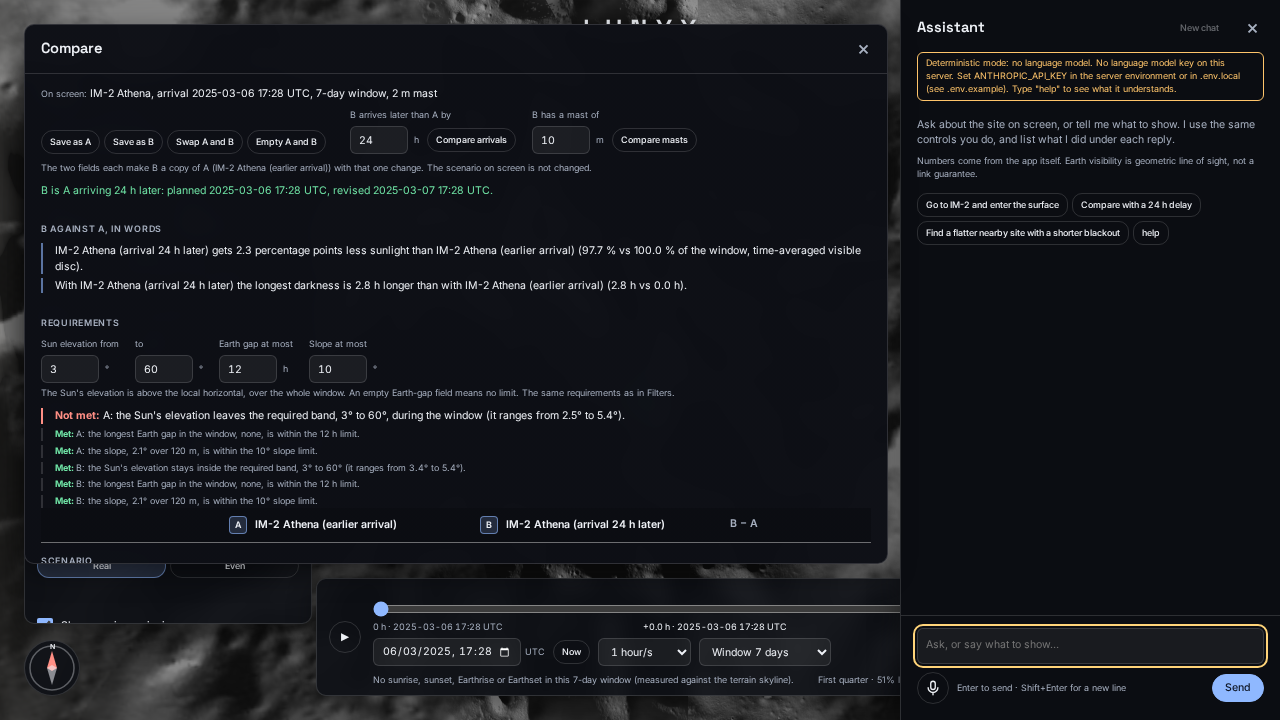 Compare
On screen: IM-2 Athena, arrival 2025-03-06 17:28 UTC, 7-day window, 2 m mast
B arrives later than A by
B has a mast of
Save as A
Save as B
Swap A and B
Empty A and B
24
h
Compare arrivals
10
m
Compare masts
The two fields each make B a copy of A (IM-2 Athena (earlier arrival)) with that one change. The scenario on screen is not changed.
B is A arriving 24 h later: planned 2025-03-06 17:28 UTC, revised 2025-03-07 17:28 UTC.
B AGAINST A, IN WORDS
IM-2 Athena (arrival 24 h later) gets 2.3 percentage points less sunlight than IM-2 Athena (earlier arrival) (97.7 % vs 100.0 % of the window, time-averaged visible
disc).
With IM-2 Athena (arrival 24 h later) the longest darkness is 2.8 h longer than with IM-2 Athena (earlier arrival) (2.8 h vs 0.0 h).
REQUIREMENTS
Sun elevation from
to
Earth gap at most
Slope at most
3
°
60
°
12
h
10
°
The Sun's elevation is above the local horizontal, over the whole window. An empty Earth-gap field means no limit. The same requirements as in Filters.
Not met: A: the Sun's elevation leaves the required band, 3° to 60°, during the window (it ranges from 2.5° to 5.4°).
Met: A: the longest Earth gap in the window, none, is within the 12 h limit.
Met: A: the slope, 2.1° over 120 m, is within the 10° slope limit.
Met: B: the Sun's elevation stays inside the required band, 3° to 60° (it ranges from 3.4° to 5.4°).
Met: B: the longest Earth gap in the window, none, is within the 12 h limit.
Met: B: the slope, 2.1° over 120 m, is within the 10° slope limit.
A IM-2 Athena (earlier arrival)
B IM-2 Athena (arrival 24 h later)
B − A
SCENARIO
Real
Even
N
0 h · 2025-03-06 17:28 UTC
+0.0 h · 2025-03-06 17:28 UTC
06/03/2025, 17:28
UTC
Now
1 hour/s
Window 7 days
No sunrise, sunset, Earthrise or Earthset in this 7-day window (measured against the terrain skyline).
First quarter · 51%
Assistant
New chat
Deterministic mode: no language model. No language model key on this
server. Set ANTHROPIC_API_KEY in the server environment or in .env.local
(see .env.example). Type "help" to see what it understands.
Ask about the site on screen, or tell me what to show. I use the same
controls you do, and list what I did under each reply.
Numbers come from the app itself. Earth visibility is geometric line of sight, not a
link guarantee.
Go to IM-2 and enter the surface
Compare with a 24 h delay
Find a flatter nearby site with a shorter blackout
help
Ask, or say what to show...
Enter to send · Shift+Enter for a new line
Send